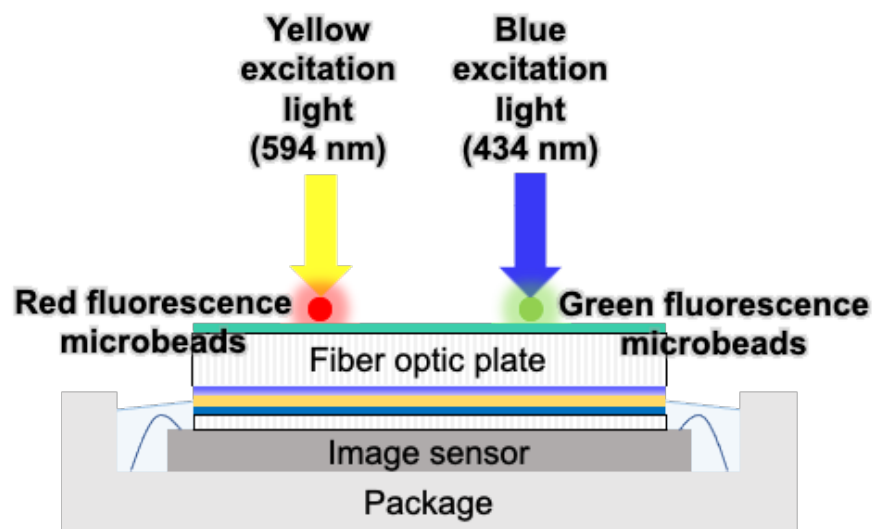 Yellow
excitation
light
(594 nm)
Blue
excitation
light
(434 nm)
Red fluorescence
microbeads
Green fluorescence
microbeads
Fiber optic plate
Image sensor
Package